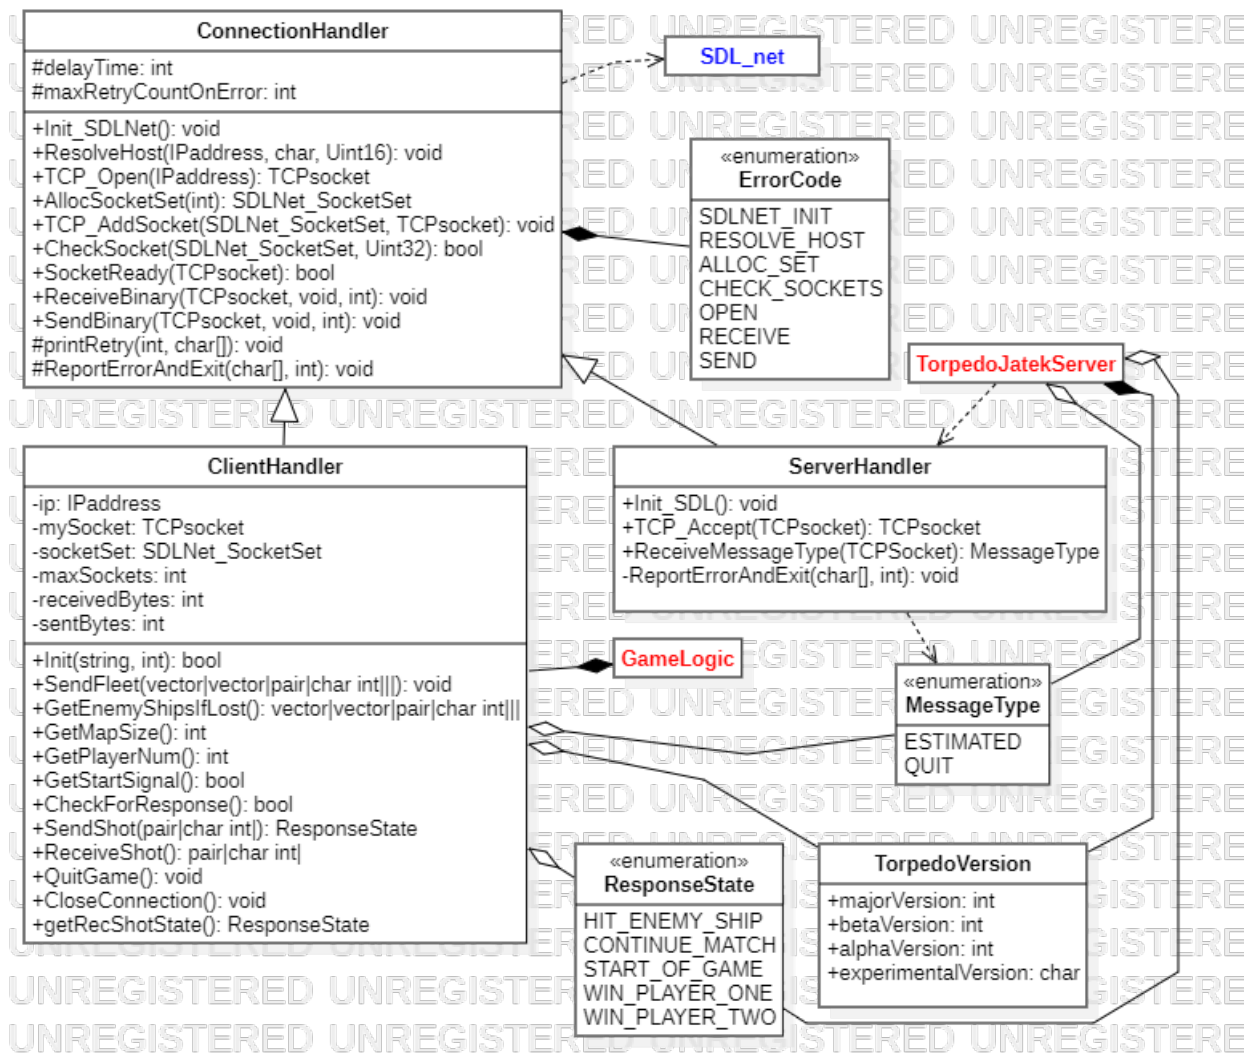 ConnectionHandler
#delayTime: int
#maxRetryCountOnError: int
+Init_SDLNet(): void
+ResolveHost(IPaddress, char, Uint16): void
+TCP_Open(IPaddress): TCPsocket
+AllocSocketSet(int): SDLNet_SocketSet
+TCP_AddSocket(SDLNet_SocketSet, TCPsocket): void
+CheckSocket(SDLNet_SocketSet, Uint32): bool
+SocketReady(TCPsocket): bool
+ReceiveBinary(TCPsocket, void, int): void
+SendBinary(TCPsocket, void, int): void
#printRetry(int, char[]): void
#ReportErrorAndExit(char[], int): void
SDL_net
«enumeration»
ErrorCode
SDLNET_INIT
RESOLVE_HOST
ALLOC_SET
CHECK_SOCKETS
OPEN
RECEIVE
SEND
TorpedoJatekServer
ClientHandler
-ip: IPaddress
-mySocket: TCPsocket
-socketSet: SDLNet_SocketSet
-maxSockets: int
-receivedBytes: int
-sentBytes: int
+Init(string, int): bool
+SendFleet(vector|vector|pair|char int|||): void
+GetEnemyShipsIfLost(): vector|vector|pair|char int|||
+GetMapSize(): int
+GetPlayerNum(): int
+GetStartSignal(): bool
+CheckForResponse(): bool
+SendShot(pair|char int|): ResponseState
+ReceiveShot(): pair|char int|
+QuitGame(): void
+CloseConnection(): void
+getRecShotState(): ResponseState
ServerHandler
+Init_SDL(): void
+TCP_Accept(TCPsocket): TCPsocket
+ReceiveMessageType(TCPSocket): MessageType
-ReportErrorAndExit(char[], int): void
GameLogic
«enumeration»
MessageType
ESTIMATED
QUIT
«enumeration»
ResponseState
HIT_ENEMY_SHIP
CONTINUE_MATCH
START_OF_GAME
WIN_PLAYER_ONE
WIN_PLAYER_TWO
TorpedoVersion
+majorVersion: int
+betaVersion: int
+alphaVersion: int
+experimentalVersion: char
UNREGISTERED UNREGISTERED UNREGISTERE